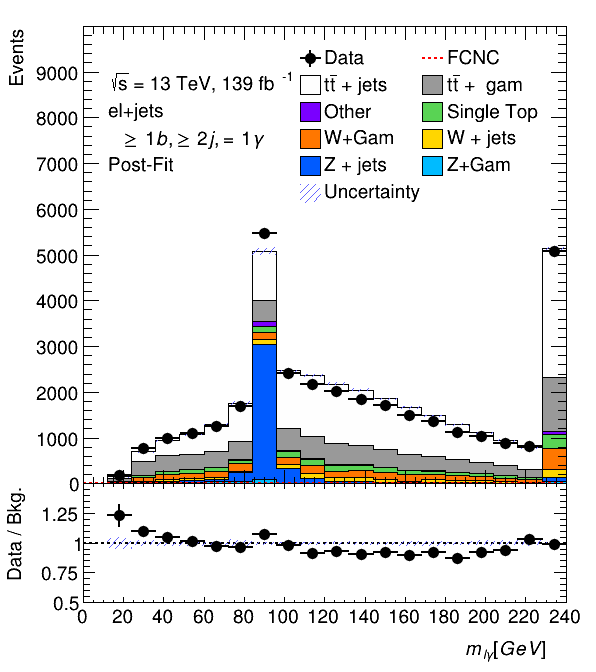 Events
9000
8000
7000
6000
5000
4000
3000
2000
1000
0
√s = 13 TeV, 139 fb⁻¹
el+jets
≥ 1b, ≥ 2j, = 1γ
Post-Fit
Data
FCNC
tt̄ + jets
tt̄ + gam
Other
Single Top
W+Gam
W + jets
Z + jets
Z+Gam
Uncertainty
Data / Bkg.
1.25
1
0.75
0.5
0 20 40 60 80 100 120 140 160 180 200 220 240
m_lγ[GeV]